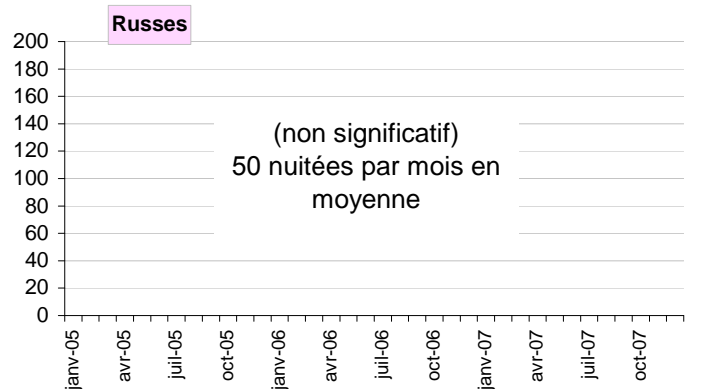 Russes
200
180
160
140
120
100
80
60
40
20
0
(non significatif)
50 nuitées par mois en
moyenne
janv-05
avr-05
juil-05
oct-05
janv-06
avr-06
juil-06
oct-06
janv-07
avr-07
juil-07
oct-07